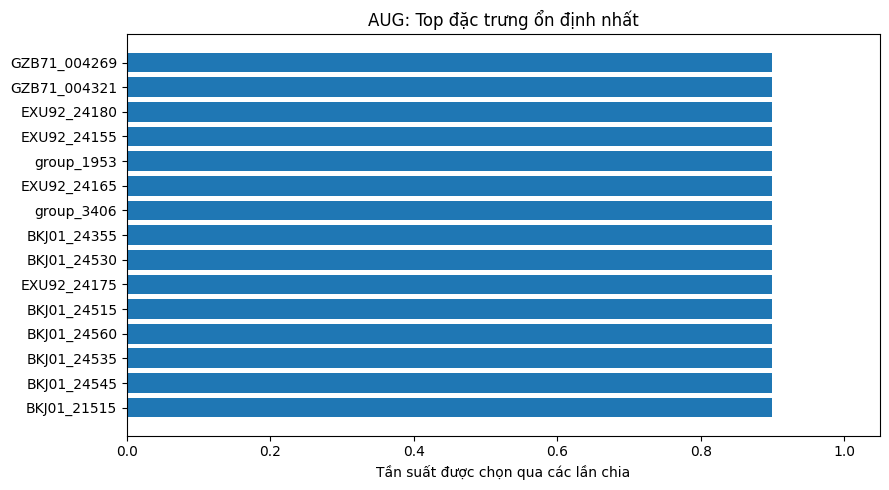 AUG: Top đặc trưng ổn định nhất
GZB71_004269
GZB71_004321
EXU92_24180
EXU92_24155
group_1953
EXU92_24165
group_3406
BKJ01_24355
BKJ01_24530
EXU92_24175
BKJ01_24515
BKJ01_24560
BKJ01_24535
BKJ01_24545
BKJ01_21515
0.0 0.2 0.4 0.6 0.8 1.0
Tần suất được chọn qua các lần chia